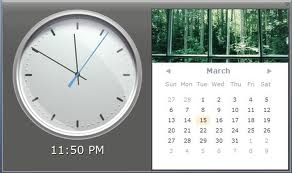 11:50 PM
March
Sun Mon Tue Wed Thu Fri Sat
27 28 1 2 3 4 5
6 7 8 9 10 11 12
13 14 15 16 17 18 19
20 21 22 23 24 25 26
27 28 29 30 31 1 2
3 4 5 6 7 8 9